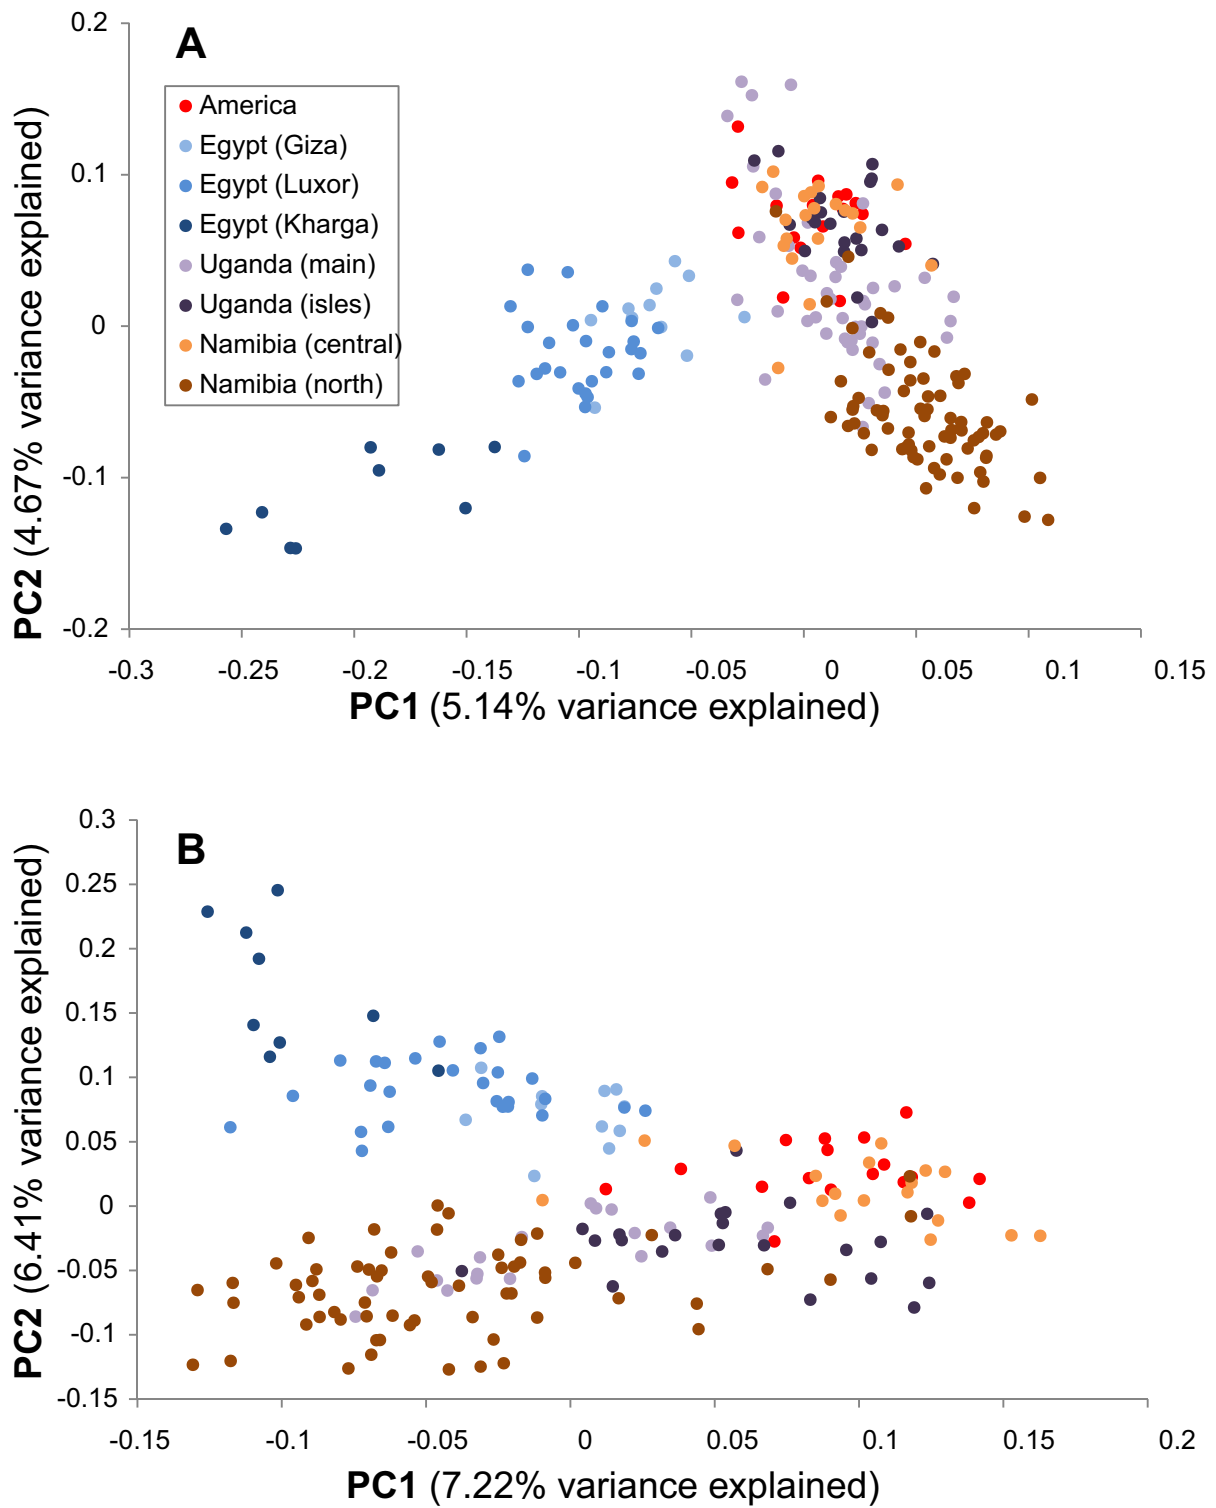 A
0.2
0.1
0
-0.1
-0.2
PC2 (4.67% variance explained)
America
Egypt (Giza)
Egypt (Luxor)
Egypt (Kharga)
Uganda (main)
Uganda (isles)
Namibia (central)
Namibia (north)
-0.3 -0.25 -0.2 -0.15 -0.1 -0.05 0 0.05 0.1 0.15
PC1 (5.14% variance explained)
B
0.3
0.25
0.2
0.15
0.1
0.05
0
-0.05
-0.1
-0.15
PC2 (6.41% variance explained)
-0.15 -0.1 -0.05 0 0.05 0.1 0.15 0.2
PC1 (7.22% variance explained)